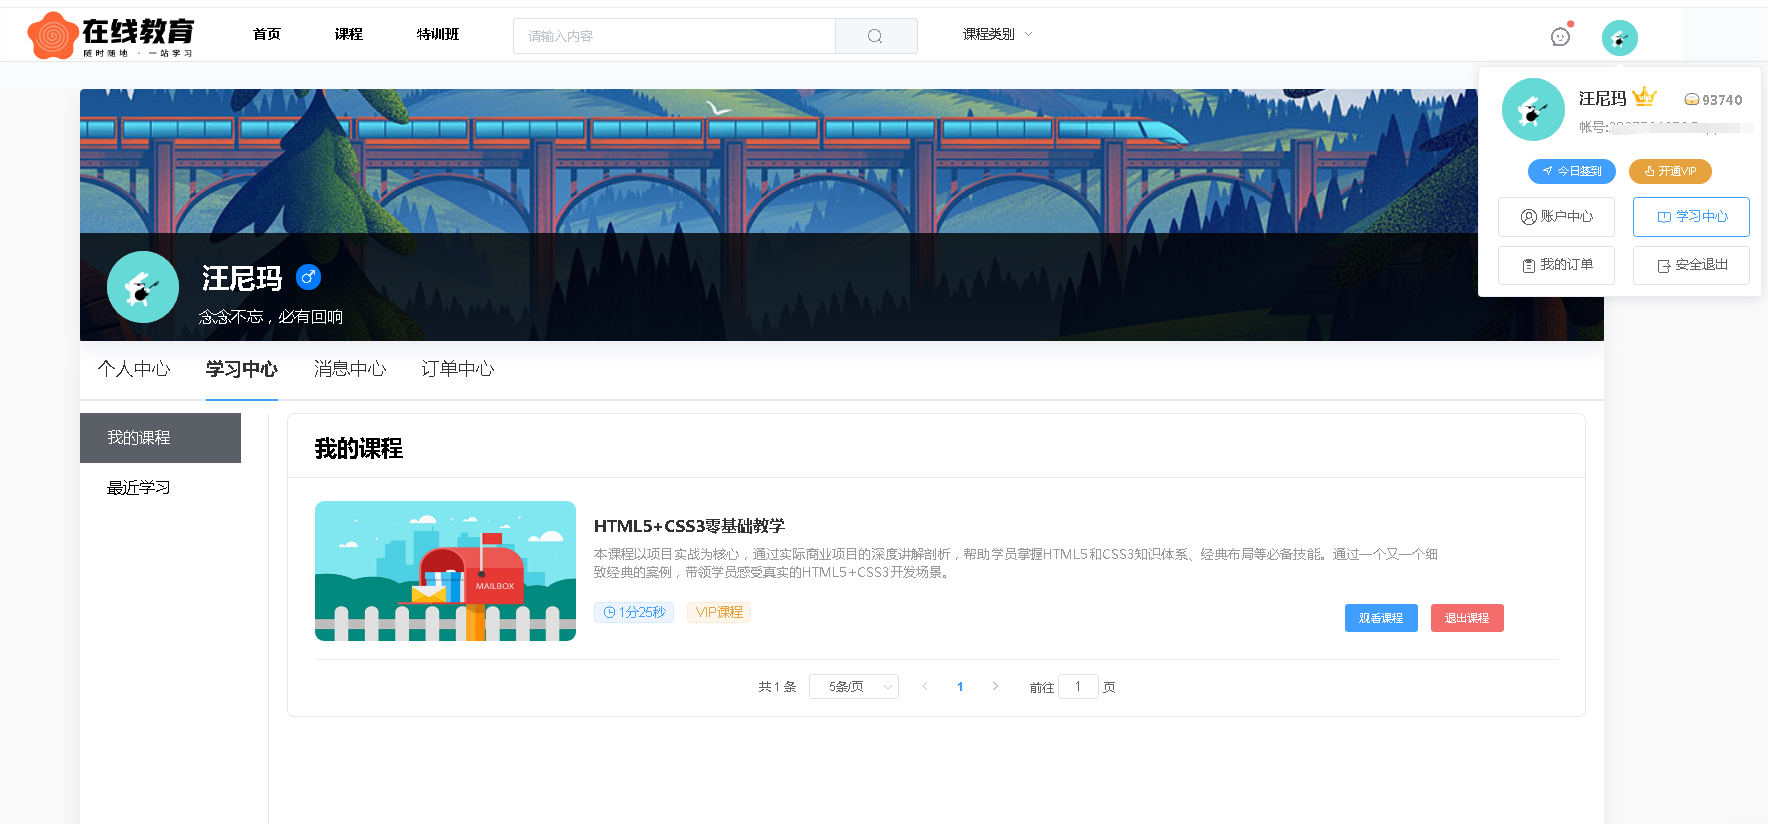 在线教育
随时随地 · 一站学习
首页 课程 特训班 请输入内容 课程类别
汪尼玛 93740
帐号:
今日签到 开通VIP
账户中心 学习中心
我的订单 安全退出
汪尼玛
念念不忘，必有回响
个人中心 学习中心 消息中心 订单中心
我的课程
最近学习
我的课程
MAILBOX
HTML5+CSS3零基础教学
本课程以项目实战为核心，通过实际商业项目的深度讲解剖析，帮助学员掌握HTML5和CSS3知识体系、经典布局等必备技能。通过一个又一个细
致经典的案例，带领学员感受真实的HTML5+CSS3开发场景。
1分25秒 VIP课程
观看课程 退出课程
共 1 条 5条/页 1 前往 1 页